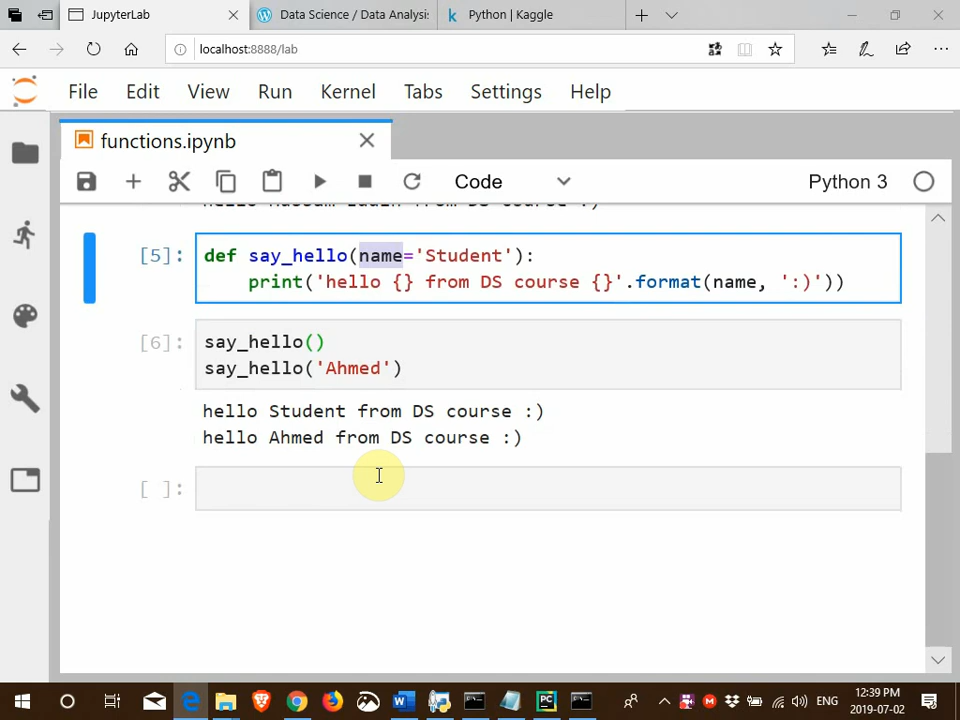 JupyterLab
Data Science / Data Analysis
Python | Kaggle
localhost:8888/lab
File Edit View Run Kernel Tabs Settings Help
functions.ipynb
Code
Python 3
[5]:
def say_hello(name='Student'):
print('hello {} from DS course {}'.format(name, ':)'))
[6]:
say_hello()
say_hello('Ahmed')
hello Student from DS course :)
hello Ahmed from DS course :)
[ ]:
ENG
12:39 PM
2019-07-02